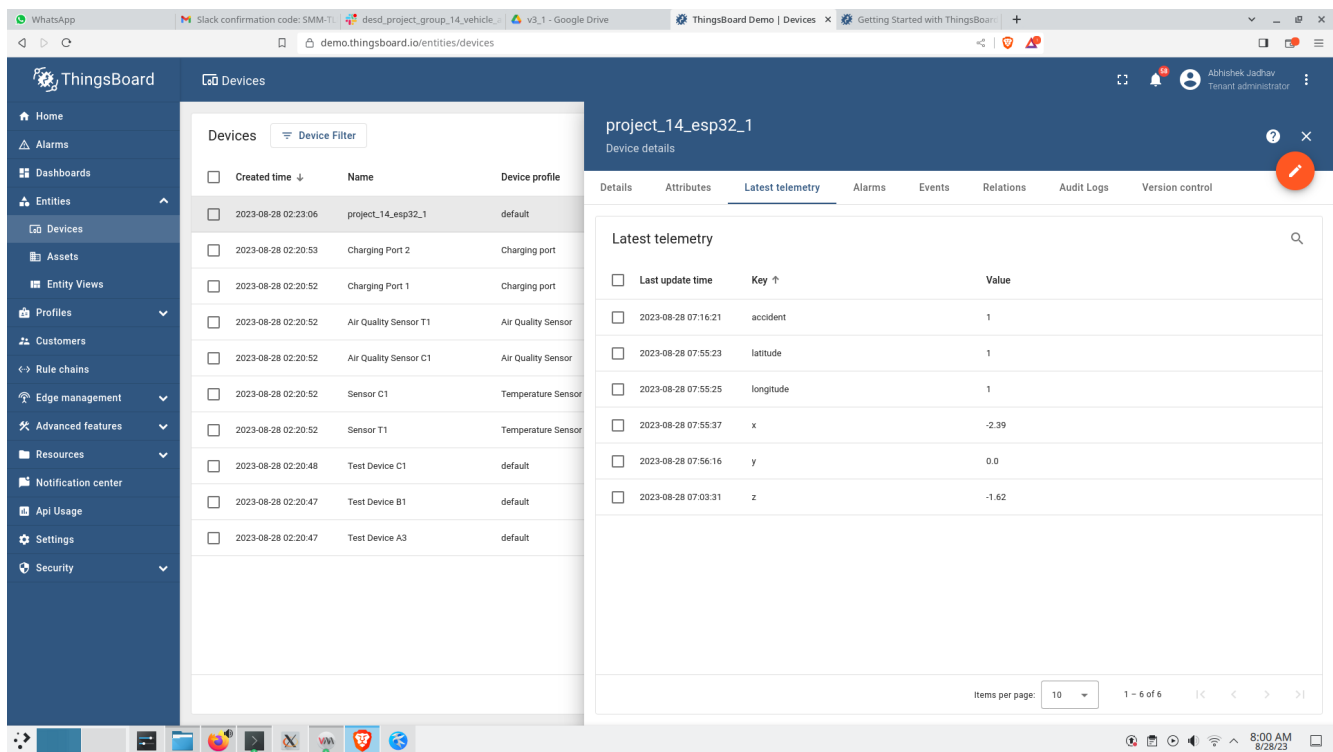 WhatsApp
Slack confirmation code: SMM-TL
desd_project_group_14_vehicle_a
v3_1 - Google Drive
ThingsBoard Demo | Devices
Getting Started with ThingsBoard
demo.thingsboard.io/entities/devices
ThingsBoard
Devices
58
Abhishek Jadhav
Tenant administrator
Home
Alarms
Dashboards
Entities
Devices
Assets
Entity Views
Profiles
Customers
Rule chains
Edge management
Advanced features
Resources
Notification center
Api Usage
Settings
Security
Devices
Device Filter
Created time Name Device profile
2023-08-28 02:23:06 project_14_esp32_1 default
2023-08-28 02:20:53 Charging Port 2 Charging port
2023-08-28 02:20:52 Charging Port 1 Charging port
2023-08-28 02:20:52 Air Quality Sensor T1 Air Quality Sensor
2023-08-28 02:20:52 Air Quality Sensor C1 Air Quality Sensor
2023-08-28 02:20:52 Sensor C1 Temperature Sensor
2023-08-28 02:20:52 Sensor T1 Temperature Sensor
2023-08-28 02:20:48 Test Device C1 default
2023-08-28 02:20:47 Test Device B1 default
2023-08-28 02:20:47 Test Device A3 default
project_14_esp32_1
Device details
Details Attributes Latest telemetry Alarms Events Relations Audit Logs Version control
Latest telemetry
Last update time Key Value
2023-08-28 07:16:21 accident 1
2023-08-28 07:55:23 latitude 1
2023-08-28 07:55:25 longitude 1
2023-08-28 07:55:37 x -2.39
2023-08-28 07:56:16 y 0.0
2023-08-28 07:03:31 z -1.62
Items per page: 10 1 – 6 of 6
8:00 AM
8/28/23